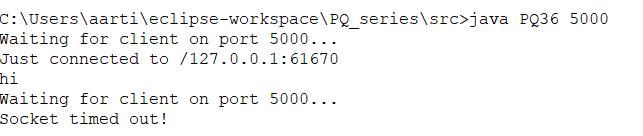 C:\Users\aarti\eclipse-workspace\PQ_series\src>java PQ36 5000
Waiting for client on port 5000...
Just connected to /127.0.0.1:61670
hi
Waiting for client on port 5000...
Socket timed out!